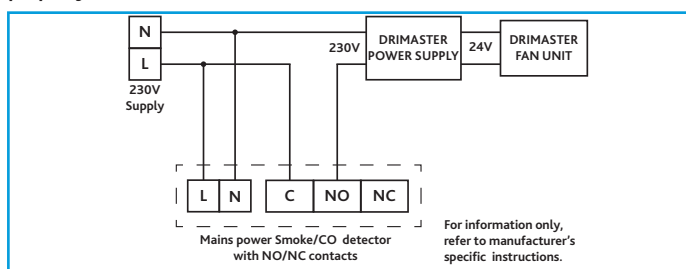 N
L
230V
Supply
230V
DRIMASTER
POWER SUPPLY
24V
DRIMASTER
FAN UNIT
L N C NO NC
Mains power Smoke/CO detector
with NO/NC contacts
For information only,
refer to manufacturer's
specific instructions.